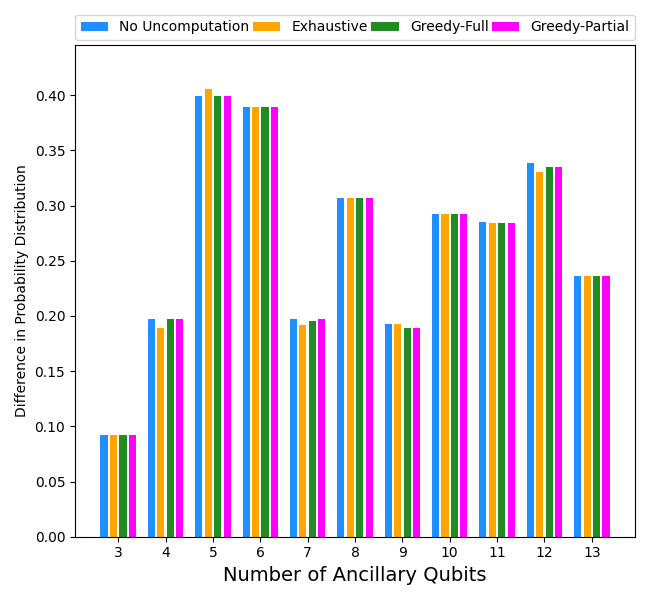 No Uncomputation Exhaustive Greedy-Full Greedy-Partial
Difference in Probability Distribution
0.40
0.35
0.30
0.25
0.20
0.15
0.10
0.05
0.00
3 4 5 6 7 8 9 10 11 12 13
Number of Ancillary Qubits